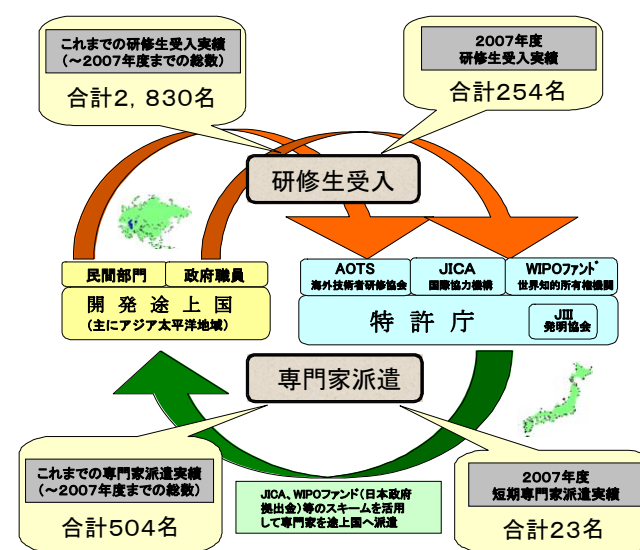 これまでの研修生受入実績
(～2007年度までの総数)
合計2，830名
2007年度
研修生受入実績
合計254名
研修生受入
民間部門
政府職員
開発途上国
(主にアジア太平洋地域)
AOTS
海外技術者研修協会
JICA
国際協力機構
WIPOファンド
世界知的所有権機関
特許庁
JIII
発明協会
専門家派遣
これまでの専門家派遣実績
(～2007年度までの総数)
合計504名
JICA、WIPOファンド(日本政府
拠出金)等のスキームを活用
して専門家を途上国へ派遣
2007年度
短期専門家派遣実績
合計23名